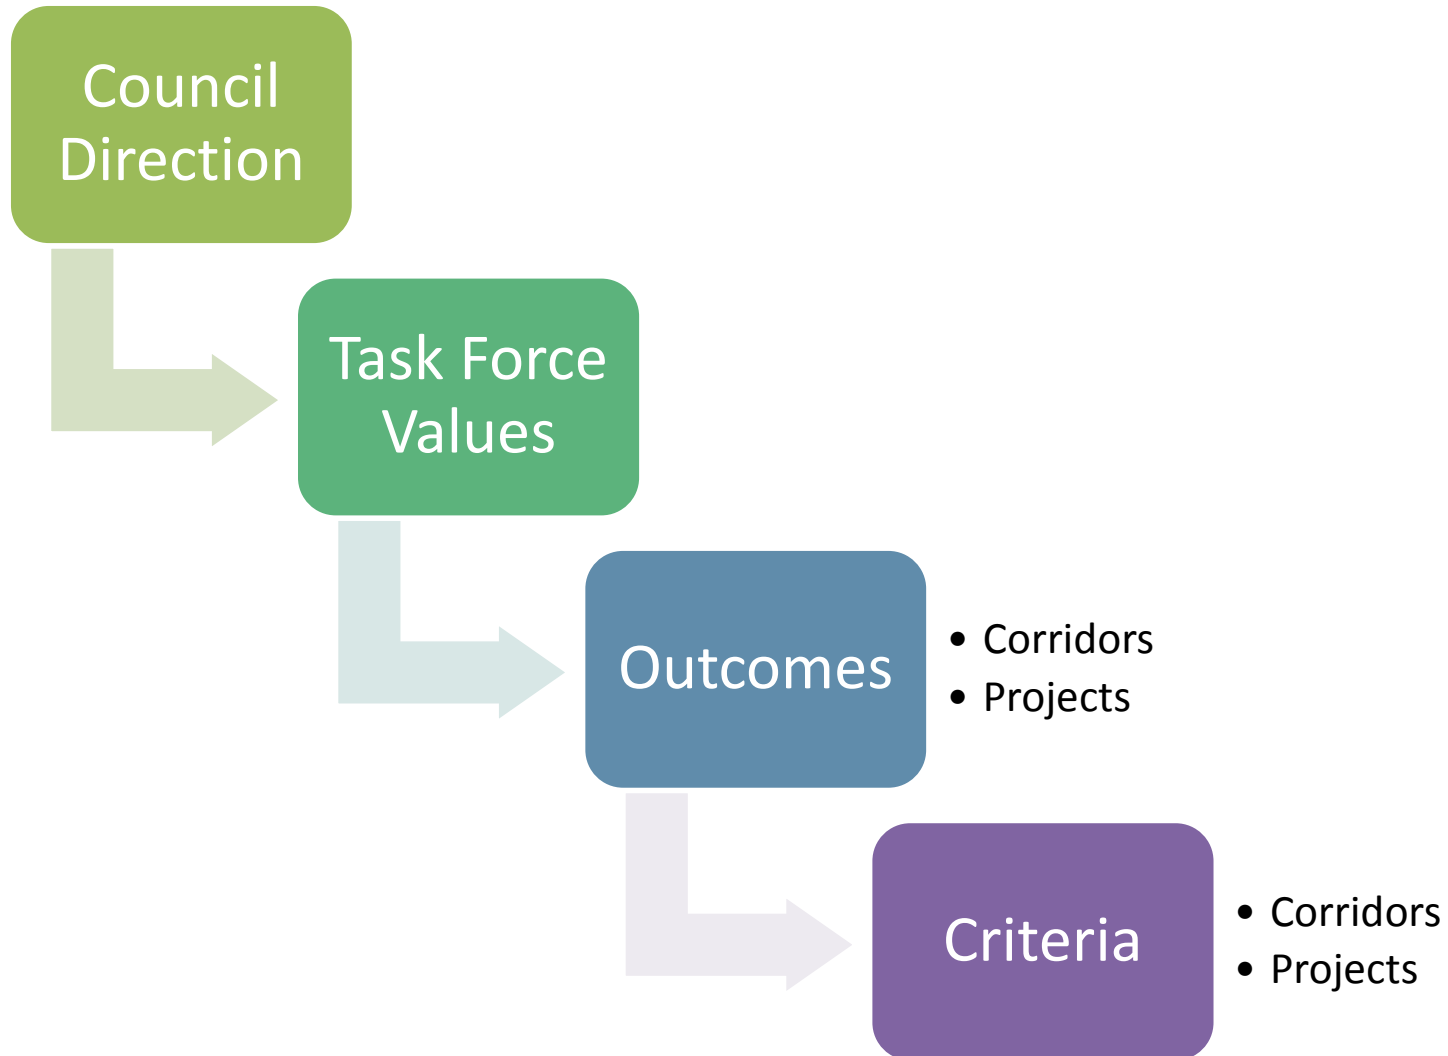 Council
Direction
Task Force
Values
Outcomes
• Corridors
• Projects
Criteria
• Corridors
• Projects